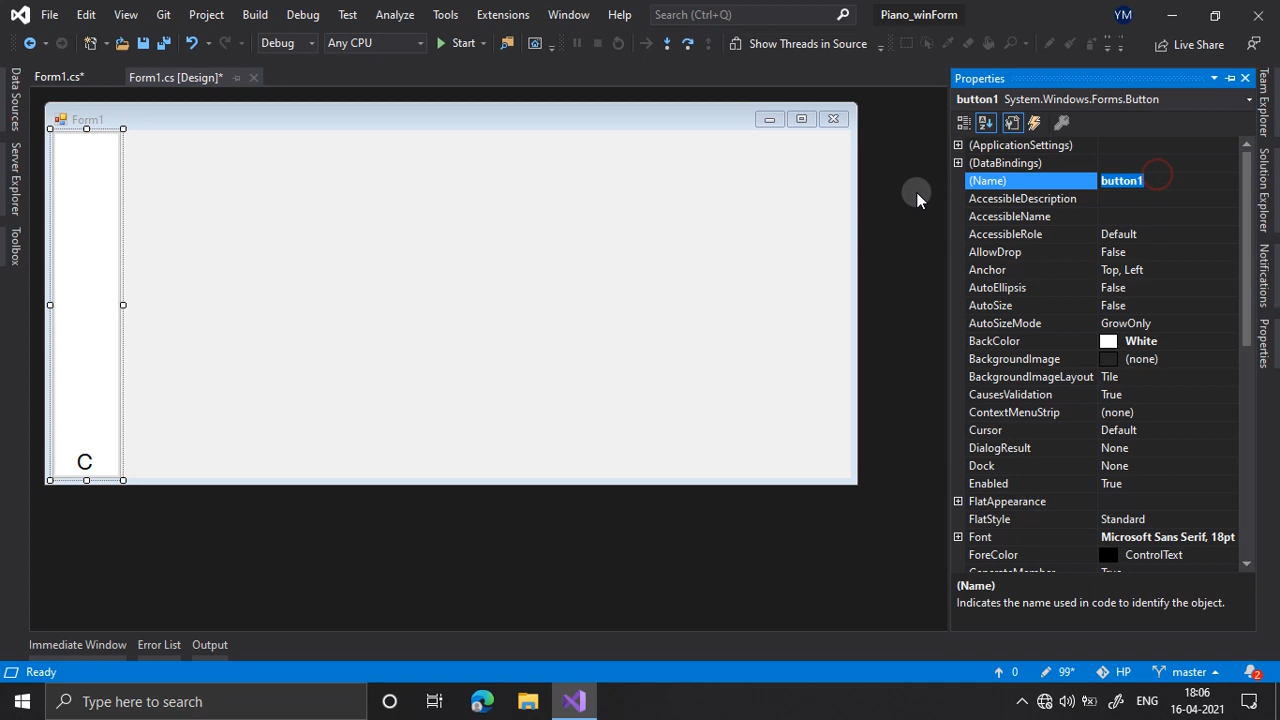 File Edit View Git Project Build Debug Test Analyze Tools Extensions Window Help Search (Ctrl+Q) Piano_winForm YM
Debug Any CPU Start Show Threads in Source Live Share
Form1.cs* Form1.cs [Design]*
Properties
button1 System.Windows.Forms.Button
Form1
(ApplicationSettings)
(DataBindings)
(Name) button1
AccessibleDescription
AccessibleName
AccessibleRole Default
AllowDrop False
Anchor Top, Left
AutoEllipsis False
AutoSize False
AutoSizeMode GrowOnly
BackColor White
BackgroundImage (none)
BackgroundImageLayout Tile
CausesValidation True
ContextMenuStrip (none)
Cursor Default
DialogResult None
Dock None
Enabled True
FlatAppearance
FlatStyle Standard
Font Microsoft Sans Serif, 18pt
ForeColor ControlText
GenerateMember True
(Name)
Indicates the name used in code to identify the object.
C
Data Sources
Server Explorer
Toolbox
Team Explorer
Solution Explorer
Notifications
Properties
Immediate Window Error List Output
Ready 0 99* HP master 2
Type here to search ENG 18:06
16-04-2021